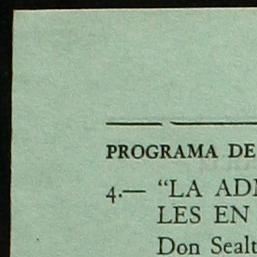 PROGRAMA DE
4.— “LA ADM
LES EN
Don Sealt